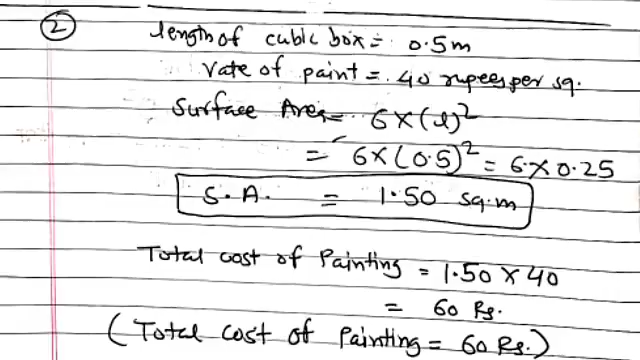 ② length of cubic box = 0.5m
rate of paint = 40 rupees per sq.
Surface Area = 6 × (l)²
= 6 × (0.5)² = 6 × 0.25
S.A. = 1.50 sq.m
Total cost of Painting = 1.50 × 40
= 60 Rs.
(Total cost of Painting = 60 Rs.)